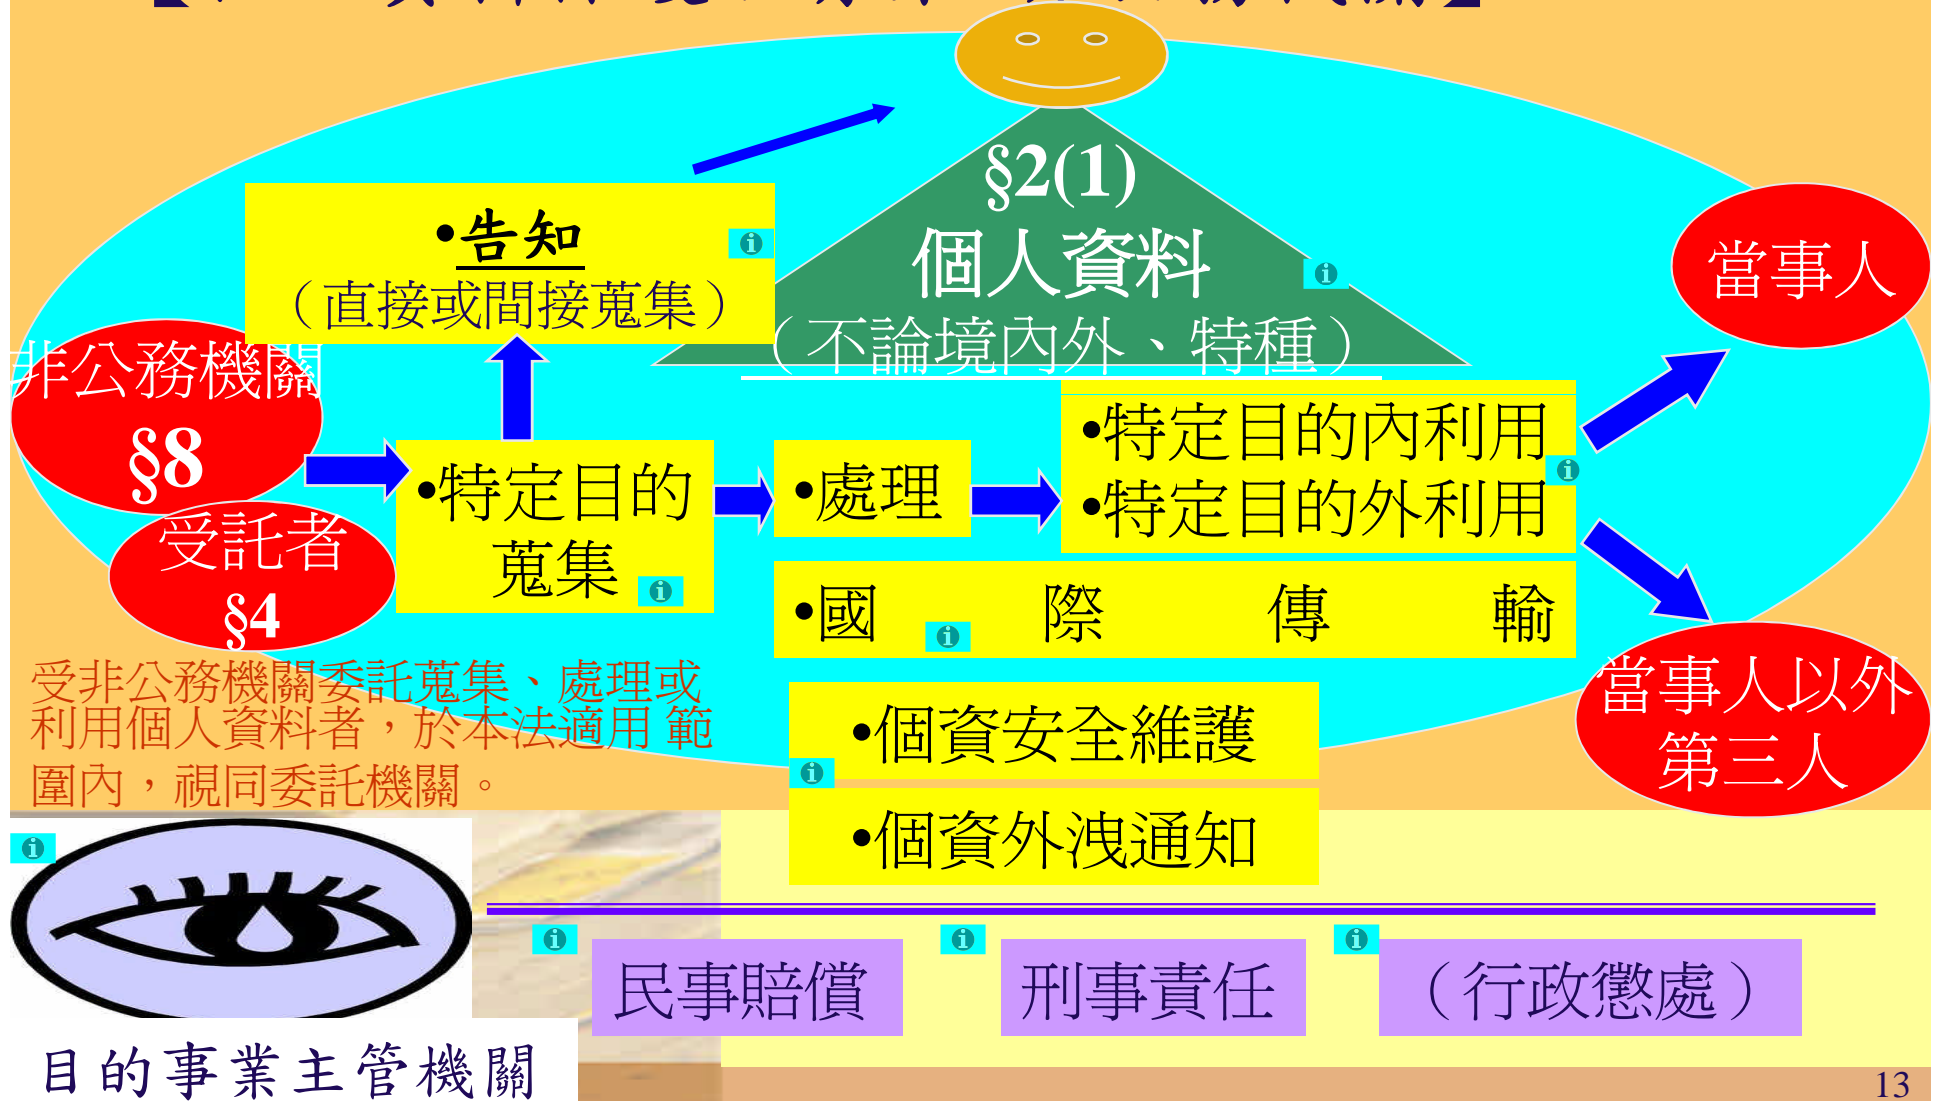 §2(1)
個人資料
（不論境內外、特種）
•告知
（直接或間接蒐集）
當事人
非公務機關
§8
•特定目的
蒐集
•處理
•特定目的內利用
•特定目的外利用
受託者
§4
•國際傳輸
受非公務機關委託蒐集、處理或
利用個人資料者，於本法適用 範
圍內，視同委託機關。
當事人以外
第三人
•個資安全維護
•個資外洩通知
民事賠償
刑事責任
（行政懲處）
目的事業主管機關
13